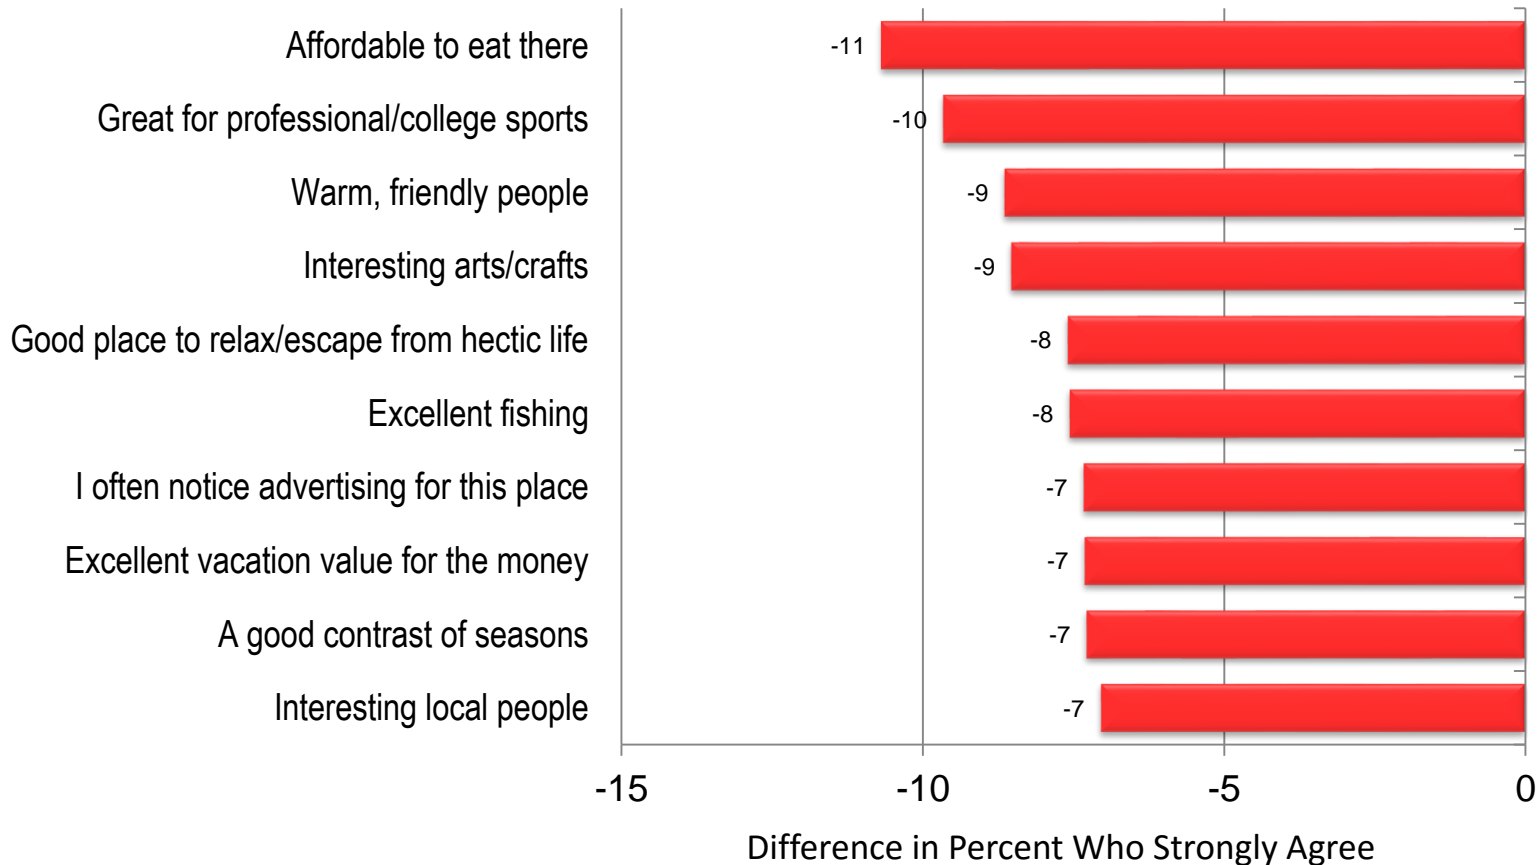 Affordable to eat there -11
Great for professional/college sports -10
Warm, friendly people -9
Interesting arts/crafts -9
Good place to relax/escape from hectic life -8
Excellent fishing -8
I often notice advertising for this place -7
Excellent vacation value for the money -7
A good contrast of seasons -7
Interesting local people -7
-15 -10 -5 0
Difference in Percent Who Strongly Agree